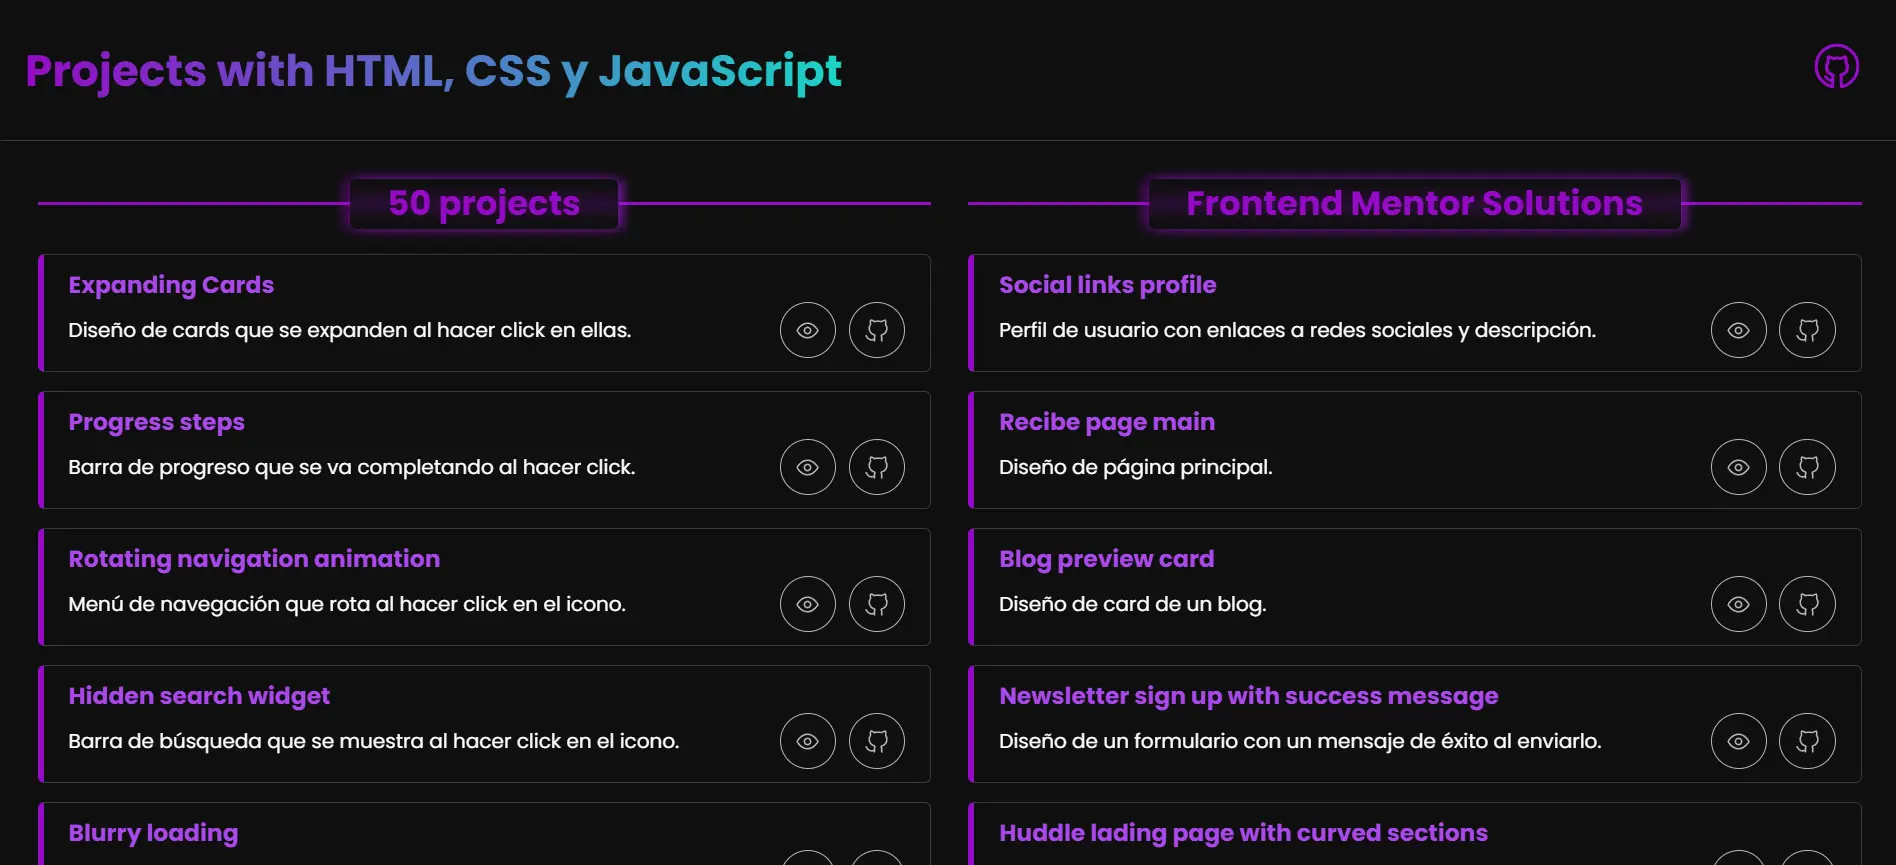 Projects with HTML, CSS y JavaScript
50 projects
Expanding Cards
Diseño de cards que se expanden al hacer click en ellas.
Progress steps
Barra de progreso que se va completando al hacer click.
Rotating navigation animation
Menú de navegación que rota al hacer click en el icono.
Hidden search widget
Barra de búsqueda que se muestra al hacer click en el icono.
Blurry loading
Frontend Mentor Solutions
Social links profile
Perfil de usuario con enlaces a redes sociales y descripción.
Recibe page main
Diseño de página principal.
Blog preview card
Diseño de card de un blog.
Newsletter sign up with success message
Diseño de un formulario con un mensaje de éxito al enviarlo.
Huddle lading page with curved sections